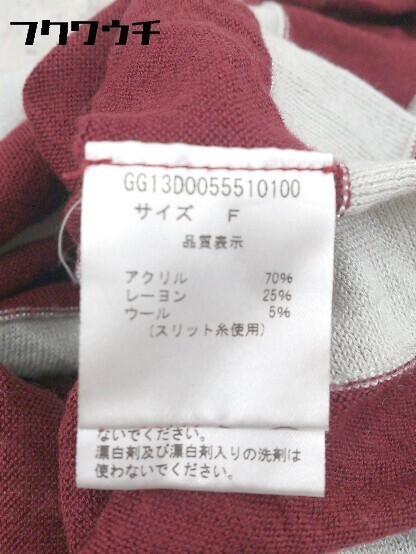 フクワウチ
GG13D0055510100
サイズ F
品質表示
アクリル 70%
レーヨン 25%
ウール 5%
(スリット糸使用)
ないでください。
漂白剤及び漂白剤入りの洗剤は
使わないでください。